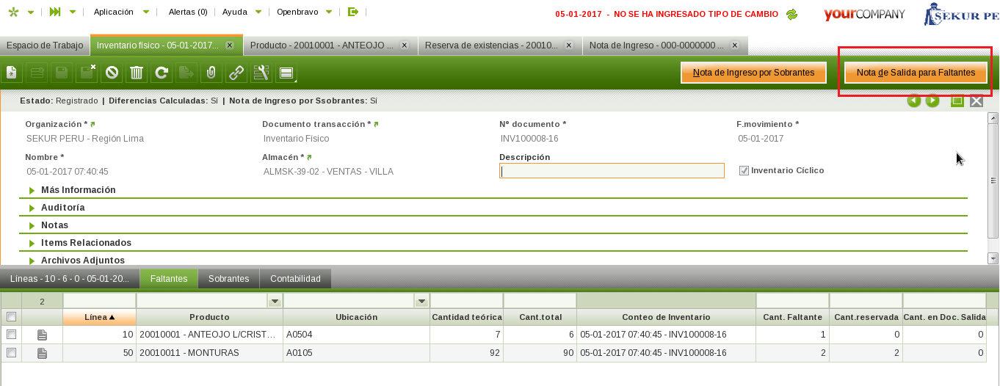 Aplicación Alertas (0) Ayuda Openbravo 05-01-2017 - NO SE HA INGRESADO TIPO DE CAMBIO yourCOMPANY SEKUR PE
Espacio de Trabajo Inventario físico - 05-01-2017... Producto - 20010001 - ANTEOJO ... Reserva de existencias - 20010... Nota de Ingreso - 000-0000000 ...
Nota de Ingreso por Sobrantes Nota de Salida para Faltantes
Estado: Registrado | Diferencias Calculadas: Sí | Nota de Ingreso por Ssobrantes: Sí
Organización * Documento transacción * Nº documento * F.movimiento *
SEKUR PERU - Región Lima Inventario Físico INV100008-16 05-01-2017
Nombre * Almacén * Descripción
05-01-2017 07:40:45 ALMSK-39-02 - VENTAS - VILLA Inventario Cíclico
Más Información
Auditoría
Notas
Items Relacionados
Archivos Adjuntos
Líneas - 10 - 6 - 0 - 05-01-20... Faltantes Sobrantes Contabilidad
2
Línea Producto Ubicación Cantidad teórica Cant.total Conteo de Inventario Cant. Faltante Cant.reservada Cant. en Doc. Salida
10 20010001 - ANTEOJO L/CRIST... A0504 7 6 05-01-2017 07:40:45 - INV100008-16 1 0 0
50 20010011 - MONTURAS A0105 92 90 05-01-2017 07:40:45 - INV100008-16 2 2 0